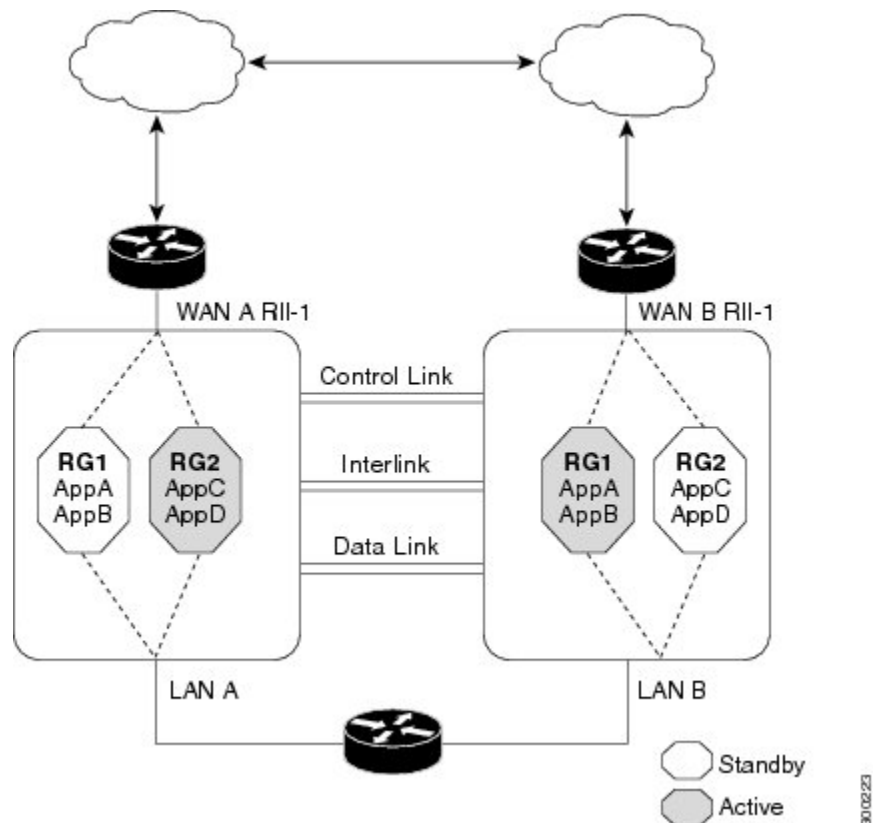 WAN A RII-1
WAN B RII-1
Control Link
RG1
AppA
AppB
RG2
AppC
AppD
Interlink
RG1
AppA
AppB
RG2
AppC
AppD
Data Link
LAN A
LAN B
Standby
Active